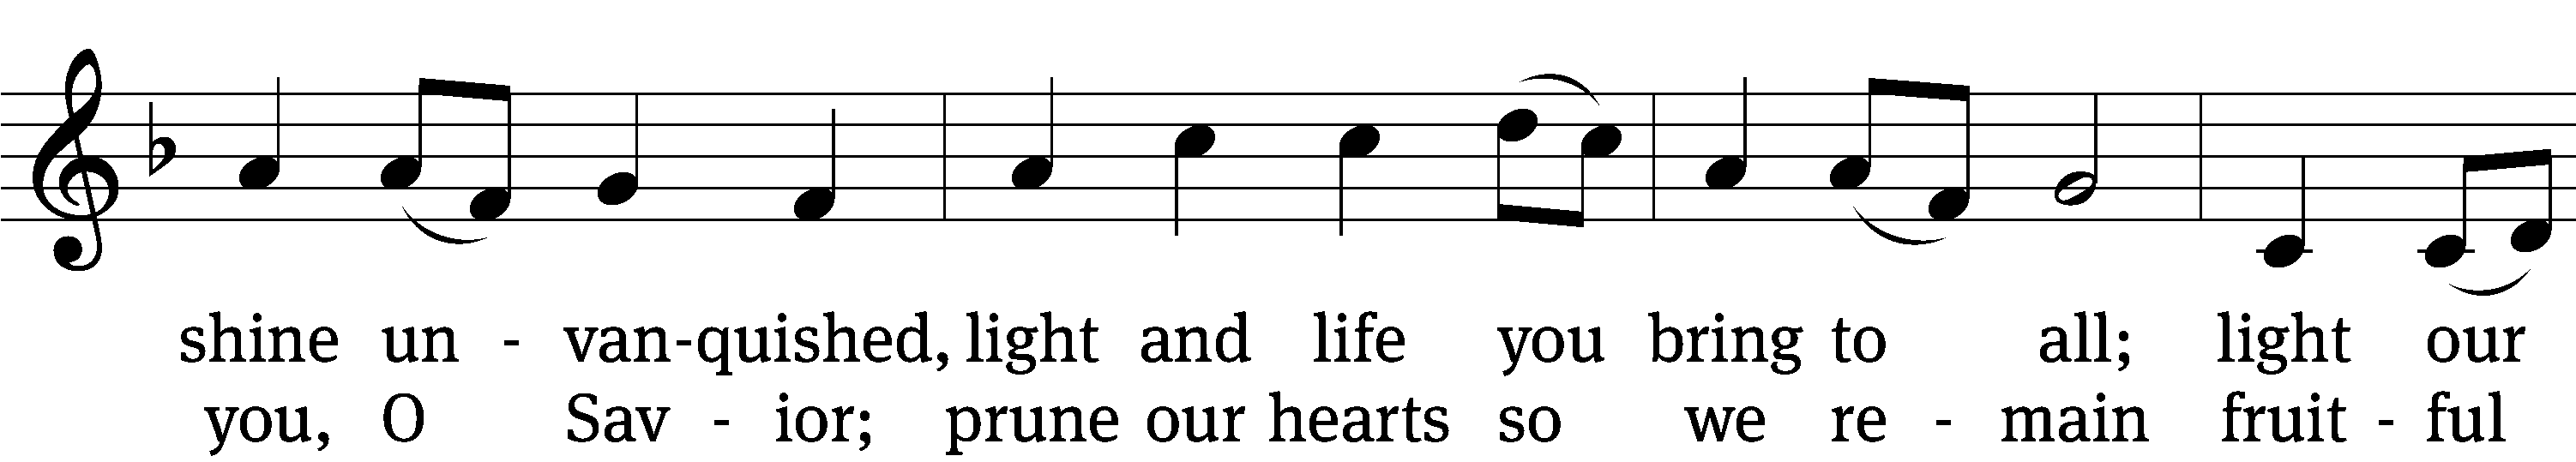 shine un - van-quished, light and life you bring to all; light our
you, O Sav - ior; prune our hearts so we re - main fruit - ful